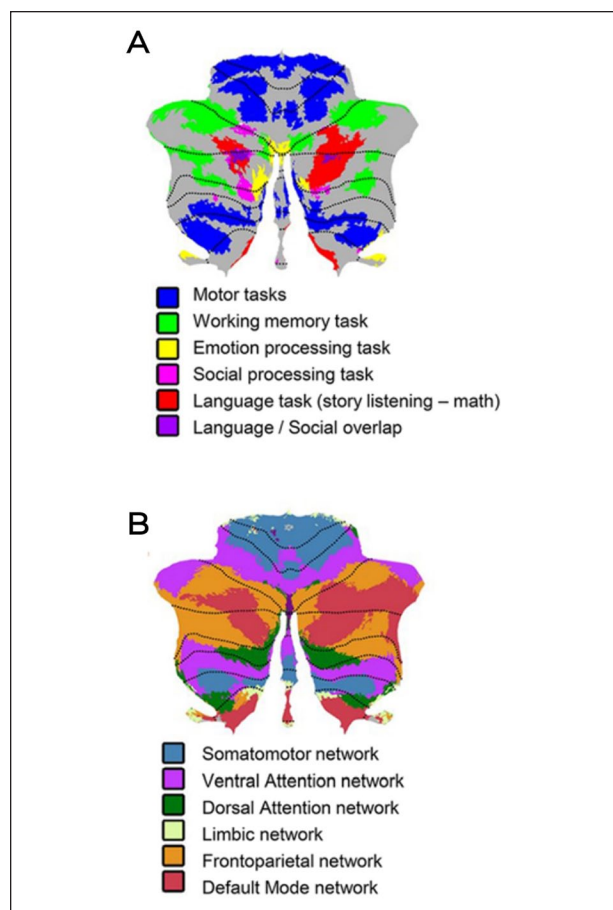 A
Motor tasks
Working memory task
Emotion processing task
Social processing task
Language task (story listening – math)
Language / Social overlap
B
Somatomotor network
Ventral Attention network
Dorsal Attention network
Limbic network
Frontoparietal network
Default Mode network